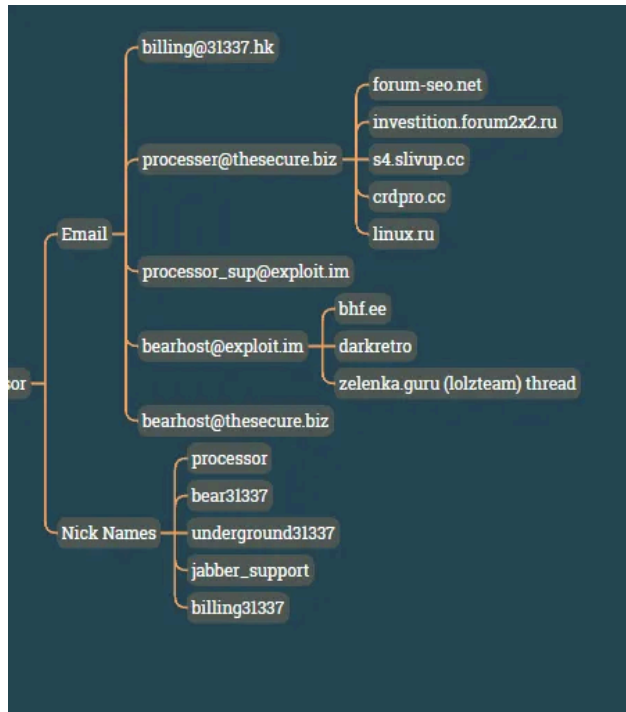 billing@31337.hk
forum-seo.net
investition.forum2x2.ru
processer@thesecure.biz
s4.slivup.cc
crdpro.cc
linux.ru
Email
processor_sup@exploit.im
bhf.ee
bearhost@exploit.im
darkretro
zelenka.guru (lolzteam) thread
sor
bearhost@thesecure.biz
processor
bear31337
Nick Names
underground31337
jabber_support
billing31337